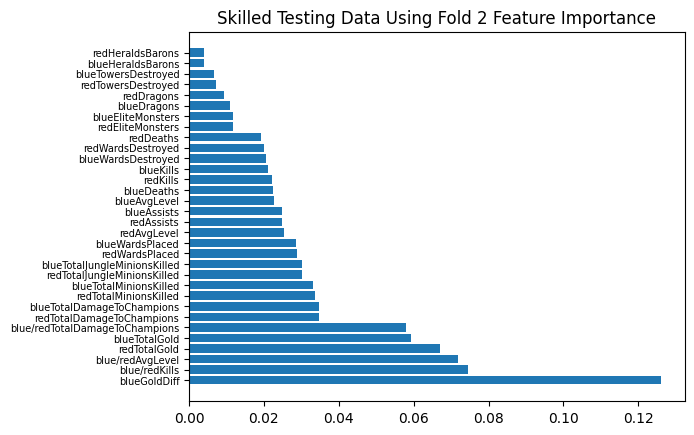 Skilled Testing Data Using Fold 2 Feature Importance
redHeraldsBarons
blueHeraldsBarons
blueTowersDestroyed
redTowersDestroyed
redDragons
blueDragons
blueEliteMonsters
redEliteMonsters
redDeaths
redWardsDestroyed
blueWardsDestroyed
blueKills
redKills
blueDeaths
blueAvgLevel
blueAssists
redAssists
redAvgLevel
blueWardsPlaced
redWardsPlaced
blueTotalJungleMinionsKilled
redTotalJungleMinionsKilled
blueTotalMinionsKilled
redTotalMinionsKilled
blueTotalDamageToChampions
redTotalDamageToChampions
blue/redTotalDamageToChampions
blueTotalGold
redTotalGold
blue/redAvgLevel
blue/redKills
blueGoldDiff
0.00 0.02 0.04 0.06 0.08 0.10 0.12